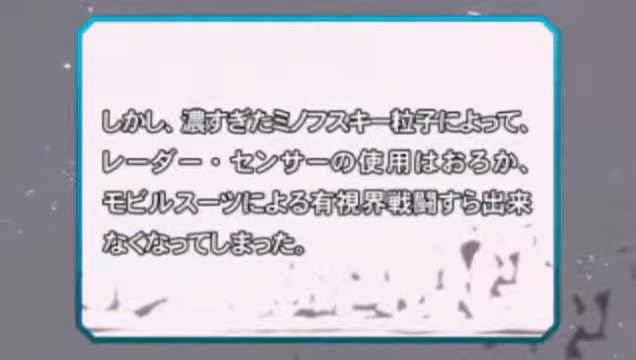 しかし、濃すぎたミノフスキー粒子によって、
レーダー・センサーの使用はおろか、
モビルスーツによる有視界戦闘すら出来
なくなってしまった。